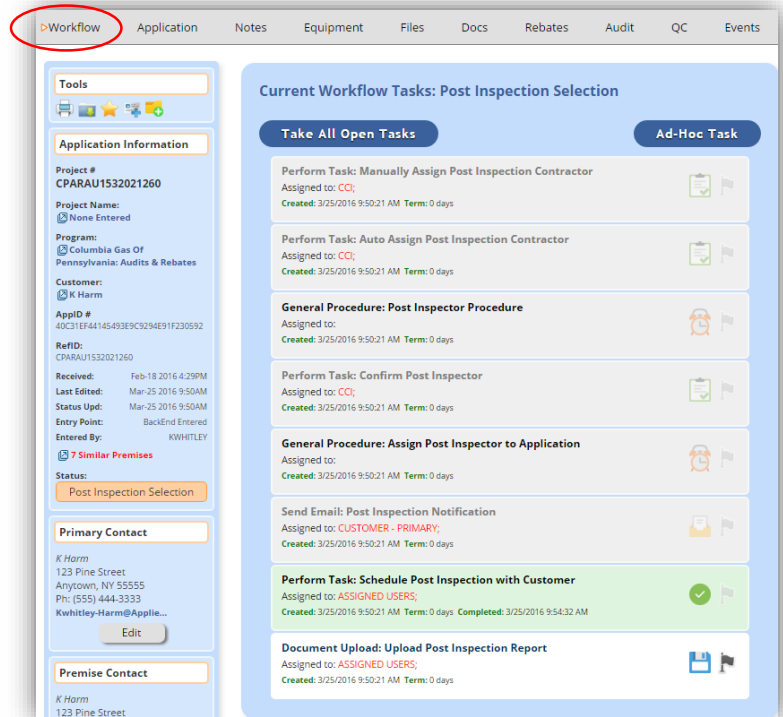 Workflow Application Notes Equipment Files Docs Rebates Audit QC Events
Tools
Application Information
Project #
CPARAU1532021260
Project Name:
None Entered
Program:
Columbia Gas Of
Pennsylvania: Audits & Rebates
Customer:
K Harm
AppID #
40C31EF44145493E9C9294E91F230592
RefID:
CPARAU1532021260
Received: Feb-18 2016 4:29PM
Last Edited: Mar-25 2016 9:50AM
Status Upd: Mar-25 2016 9:50AM
Entry Point: BackEnd Entered
Entered By: KWHITLEY
7 Similar Premises
Status:
Post Inspection Selection
Primary Contact
K Harm
123 Pine Street
Anytown, NY 55555
Ph: (555) 444-3333
Kwhitley-Harm@Applie...
Edit
Premise Contact
K Harm
123 Pine Street
Current Workflow Tasks: Post Inspection Selection
Take All Open Tasks
Ad-Hoc Task
Perform Task: Manually Assign Post Inspection Contractor
Assigned to: CCI;
Created: 3/25/2016 9:50:21 AM Term: 0 days
Perform Task: Auto Assign Post Inspection Contractor
Assigned to: CCI;
Created: 3/25/2016 9:50:21 AM Term: 0 days
General Procedure: Post Inspector Procedure
Assigned to:
Created: 3/25/2016 9:50:21 AM Term: 0 days
Perform Task: Confirm Post Inspector
Assigned to: CCI;
Created: 3/25/2016 9:50:21 AM Term: 0 days
General Procedure: Assign Post Inspector to Application
Assigned to:
Created: 3/25/2016 9:50:21 AM Term: 0 days
Send Email: Post Inspection Notification
Assigned to: CUSTOMER - PRIMARY;
Created: 3/25/2016 9:50:21 AM Term: 0 days
Perform Task: Schedule Post Inspection with Customer
Assigned to: ASSIGNED USERS;
Created: 3/25/2016 9:50:21 AM Term: 0 days Completed: 3/25/2016 9:54:32 AM
Document Upload: Upload Post Inspection Report
Assigned to: ASSIGNED USERS;
Created: 3/25/2016 9:50:21 AM Term: 0 days